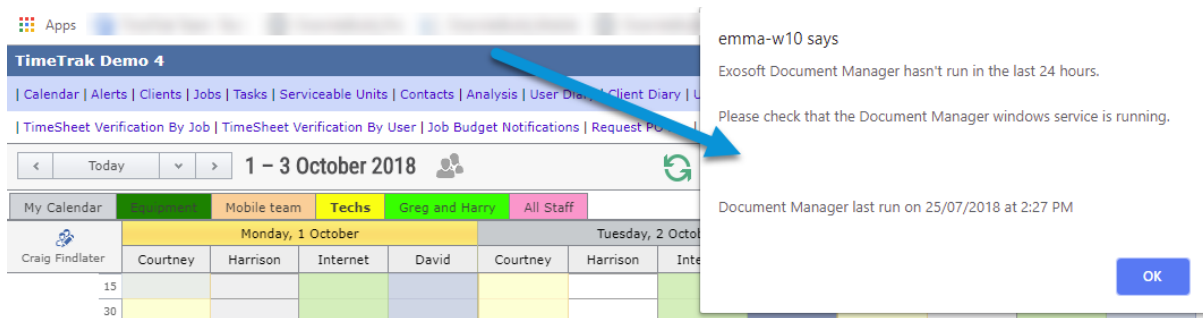 Apps
TimeTrak Demo 4
| Calendar | Alerts | Clients | Jobs | Tasks | Serviceable Units | Contacts | Analysis | User Diary | Client Diary | U
| TimeSheet Verification By Job | TimeSheet Verification By User | Job Budget Notifications | Request PO
< Today > 1 – 3 October 2018
My Calendar Equipment Mobile team Techs Greg and Harry All Staff
Monday, 1 October Tuesday, 2 Octob
Craig Findlater Courtney Harrison Internet David Courtney Harrison Inte
15
30
emma-w10 says
Exosoft Document Manager hasn't run in the last 24 hours.
Please check that the Document Manager windows service is running.
Document Manager last run on 25/07/2018 at 2:27 PM
OK